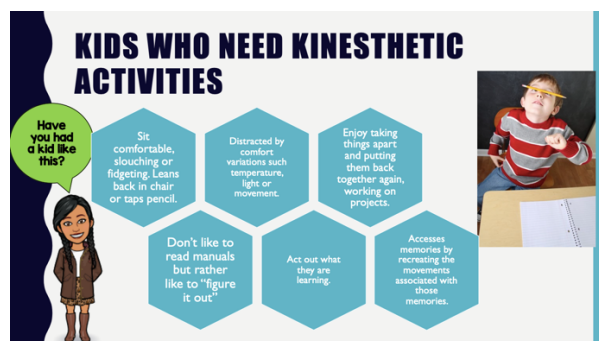 KIDS WHO NEED KINESTHETIC
ACTIVITIES
Have
you had
a kid like
this?
Sit
comfortable,
slouching or
fidgeting. Leans
back in chair
or taps pencil.
Distracted by
comfort
variations such
temperature,
light or
movement.
Enjoy taking
things apart
and putting
them back
together again,
working on
projects.
Don't like to
read manuals
but rather
like to "figure
it out"
Act out what
they are
learning.
Accesses
memories by
recreating the
movements
associated with
those
memories.